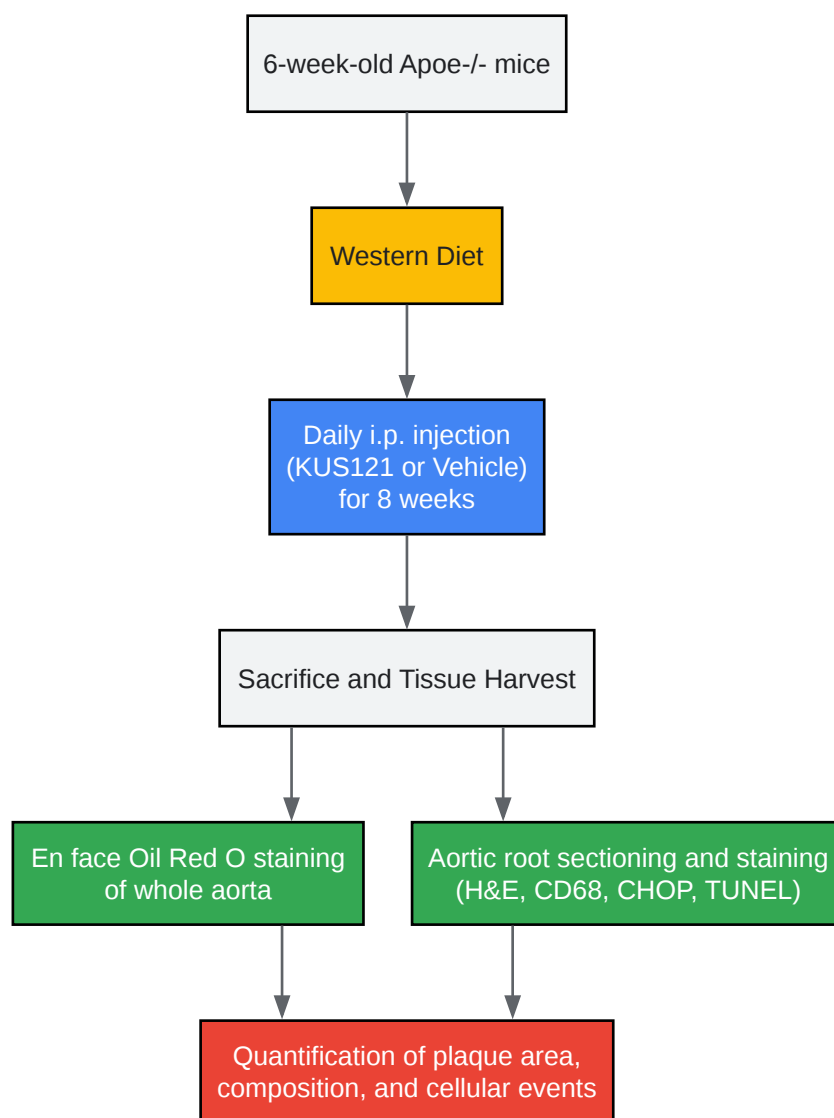 6-week-old Apoe-/- mice
Western Diet
Daily i.p. injection
(KUS121 or Vehicle)
for 8 weeks
Sacrifice and Tissue Harvest
En face Oil Red O staining
of whole aorta
Aortic root sectioning and staining
(H&E, CD68, CHOP, TUNEL)
Quantification of plaque area,
composition, and cellular events